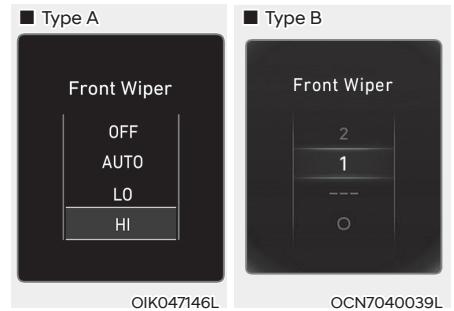 ■ Type A
Front Wiper
OFF
AUTO
LO
HI
OIK047146L
■ Type B
Front Wiper
2
1
---
O
OCN7040039L